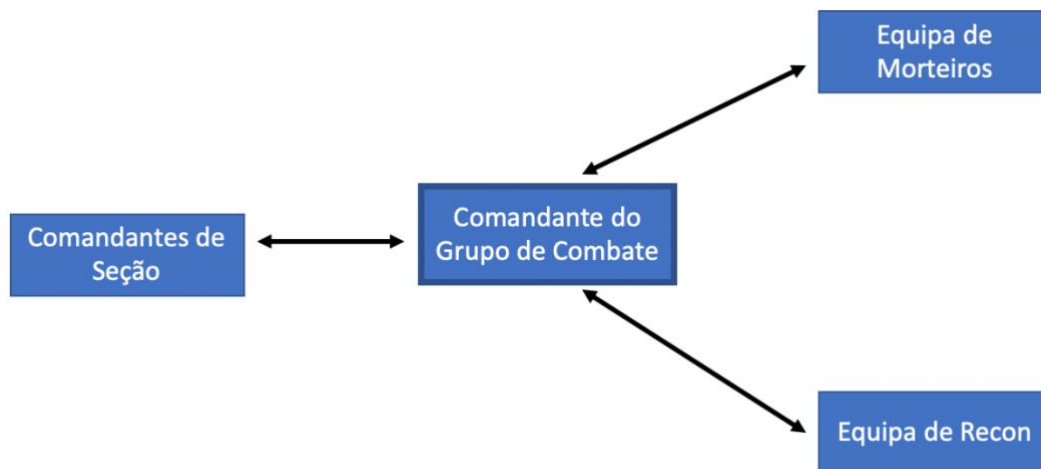 Equipa de
Morteiros
Comandantes de
Seção
Comandante do
Grupo de Combate
Equipa de Recon